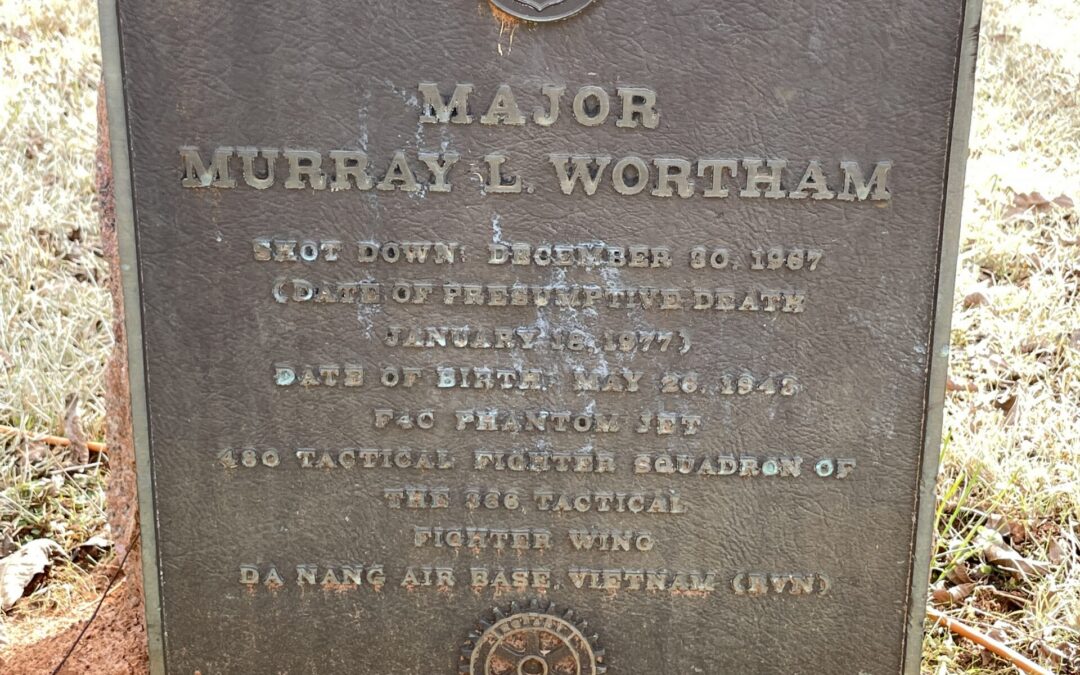 MAJOR
MURRAY L. WORTHAM
SHOT DOWN: DECEMBER 30, 1967
(DATE OF PRESUMPTIVE DEATH
JANUARY 18, 1977)
DATE OF BIRTH: MAY 26, 1943
F4C PHANTOM JET
480 TACTICAL FIGHTER SQUADRON OF
THE 366 TACTICAL
FIGHTER WING
DA NANG AIR BASE, VIETNAM (RVN)
ROTARY